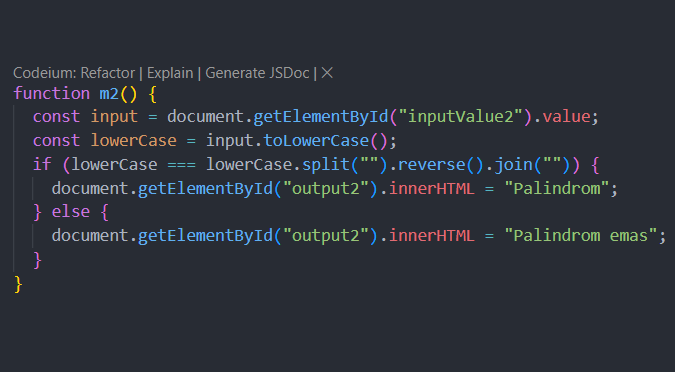 Codeium: Refactor | Explain | Generate JSDoc | ✕
function m2() {
  const input = document.getElementById("inputValue2").value;
  const lowerCase = input.toLowerCase();
  if (lowerCase === lowerCase.split("").reverse().join("")) {
    document.getElementById("output2").innerHTML = "Palindrom";
  } else {
    document.getElementById("output2").innerHTML = "Palindrom emas";
  }
}